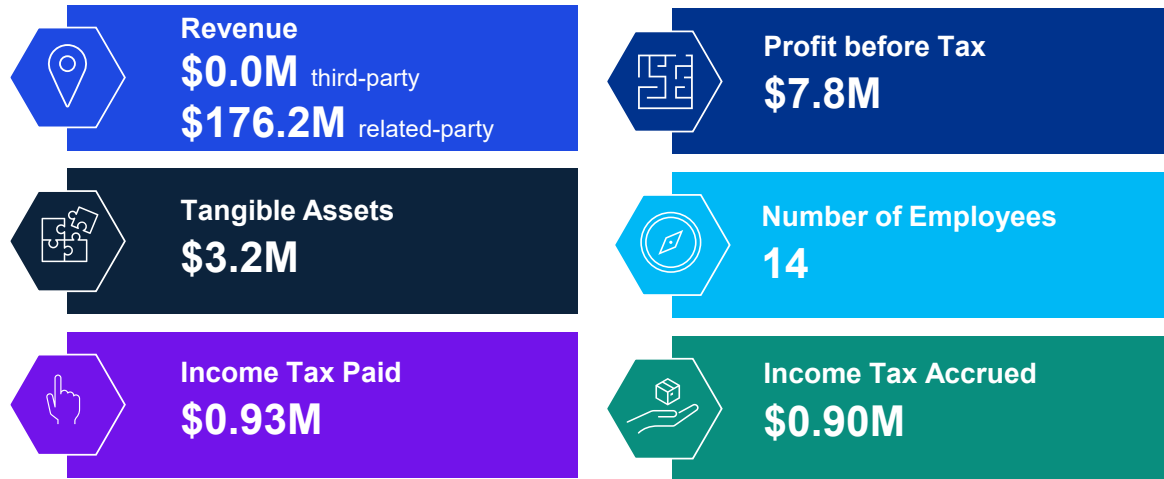 Revenue
$0.0M third-party
$176.2M related-party
Profit before Tax
$7.8M
Tangible Assets
$3.2M
Number of Employees
14
Income Tax Paid
$0.93M
Income Tax Accrued
$0.90M